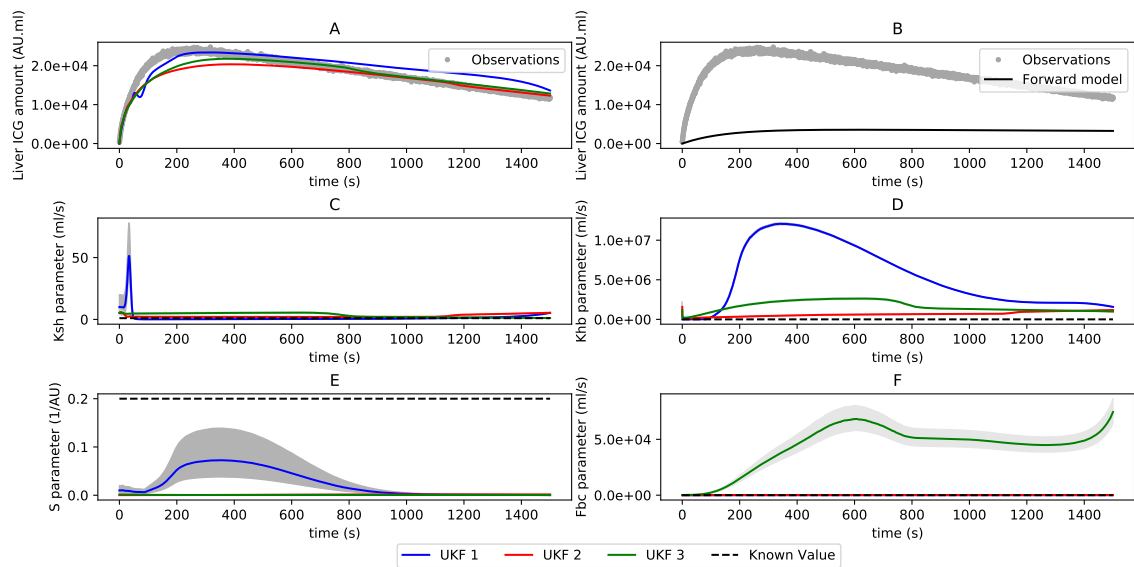 A
B
Liver ICG amount (AU.ml)
2.0e+04
1.0e+04
0.0e+00
Observations
0 200 400 600 800 1000 1200 1400
time (s)
Liver ICG amount (AU.ml)
2.0e+04
1.0e+04
0.0e+00
Observations
Forward model
0 200 400 600 800 1000 1200 1400
time (s)
C
D
Ksh parameter (ml/s)
50
0
0 200 400 600 800 1000 1200 1400
time (s)
Khb parameter (ml/s)
1.0e+07
5.0e+06
0.0e+00
0 200 400 600 800 1000 1200 1400
time (s)
E
F
S parameter (1/AU)
0.2
0.1
0.0
0 200 400 600 800 1000 1200 1400
time (s)
Fbc parameter (ml/s)
5.0e+04
0.0e+00
0 200 400 600 800 1000 1200 1400
time (s)
UKF 1 UKF 2 UKF 3 Known Value